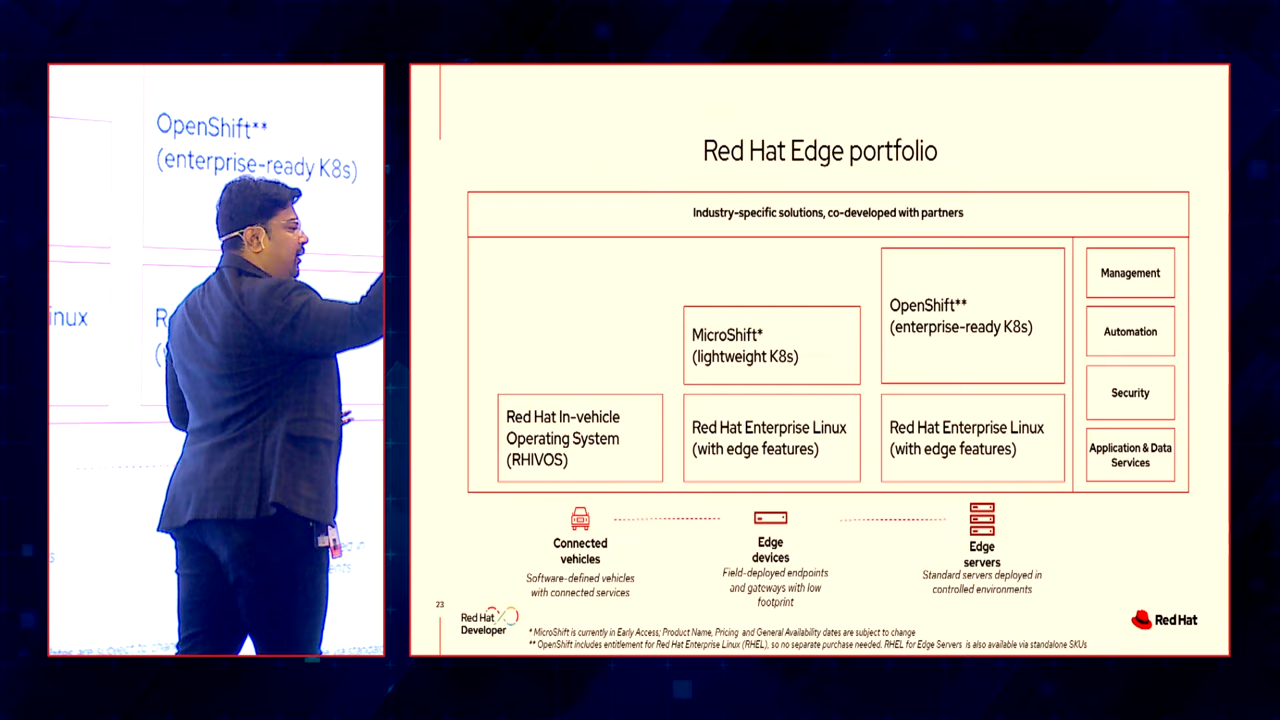 OpenShift**
(enterprise-ready K8s)
inux
R
Red Hat Edge portfolio
Industry-specific solutions, co-developed with partners
OpenShift**
(enterprise-ready K8s)
MicroShift*
(lightweight K8s)
Red Hat In-vehicle
Operating System
(RHIVOS)
Red Hat Enterprise Linux
(with edge features)
Red Hat Enterprise Linux
(with edge features)
Management
Automation
Security
Application & Data
Services
Connected
vehicles
Software-defined vehicles
with connected services
Edge
devices
Field-deployed endpoints
and gateways with low
footprint
Edge
servers
Standard servers deployed in
controlled environments
23
Red Hat
Developer
Red Hat
* MicroShift is currently in Early Access; Product Name, Pricing and General Availability dates are subject to change
** OpenShift includes entitlement for Red Hat Enterprise Linux (RHEL), so no separate purchase needed. RHEL for Edge Servers is also available via standalone SKUs